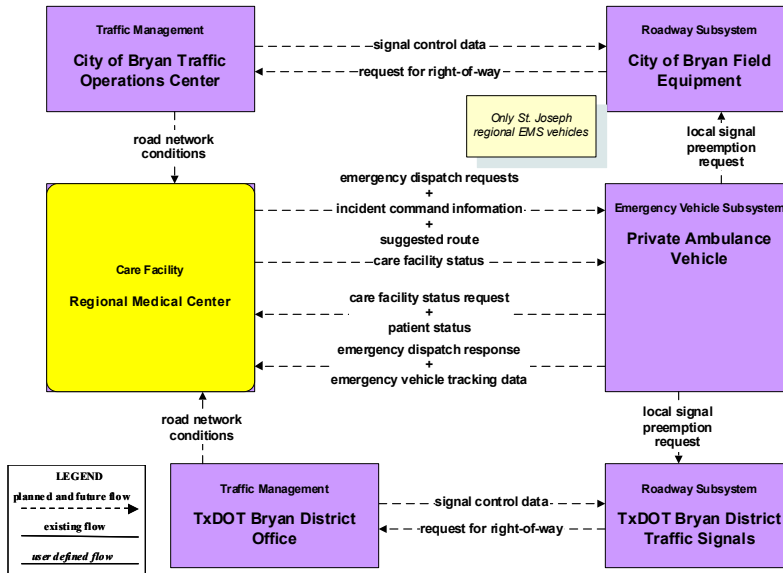 Traffic Management
City of Bryan Traffic
Operations Center
signal control data
request for right-of-way
Roadway Subsystem
City of Bryan Field
Equipment
Only St. Joseph
regional EMS vehicles
road network
conditions
local signal
preemption
request
Care Facility
Regional Medical Center
emergency dispatch requests
+
incident command information
+
suggested route
care facility status
care facility status request
+
patient status
emergency dispatch response
+
emergency vehicle tracking data
Emergency Vehicle Subsystem
Private Ambulance
Vehicle
road network
conditions
local signal
preemption
request
LEGEND
planned and future flow
existing flow
user defined flow
Traffic Management
TxDOT Bryan District
Office
signal control data
request for right-of-way
Roadway Subsystem
TxDOT Bryan District
Traffic Signals